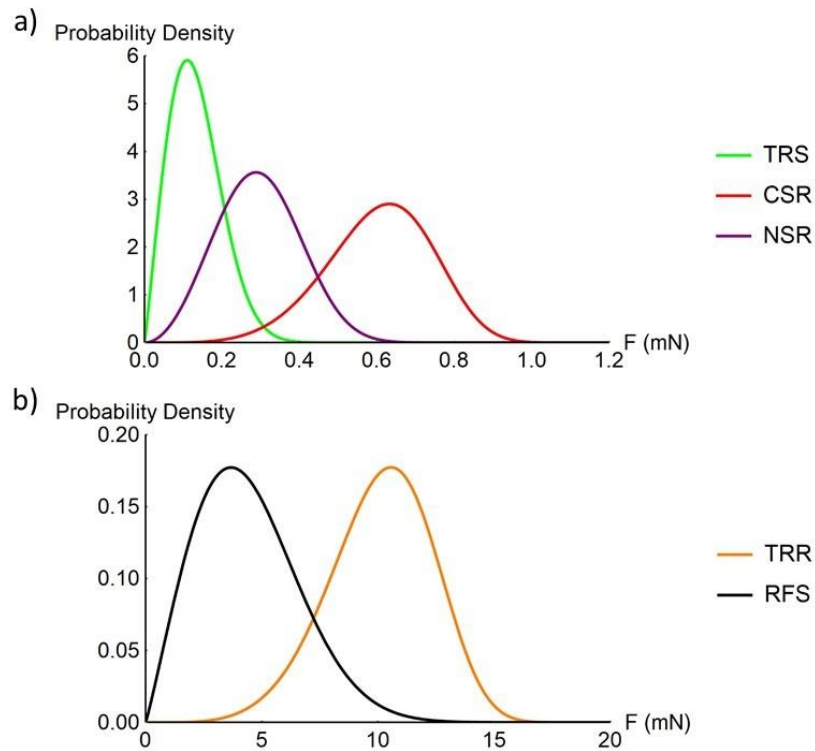 a)
Probability Density
6
5
4
3
2
1
0
0.0 0.2 0.4 0.6 0.8 1.0 1.2
F (mN)
TRS
CSR
NSR
b)
Probability Density
0.20
0.15
0.10
0.05
0.00
0 5 10 15 20
F (mN)
TRR
RFS